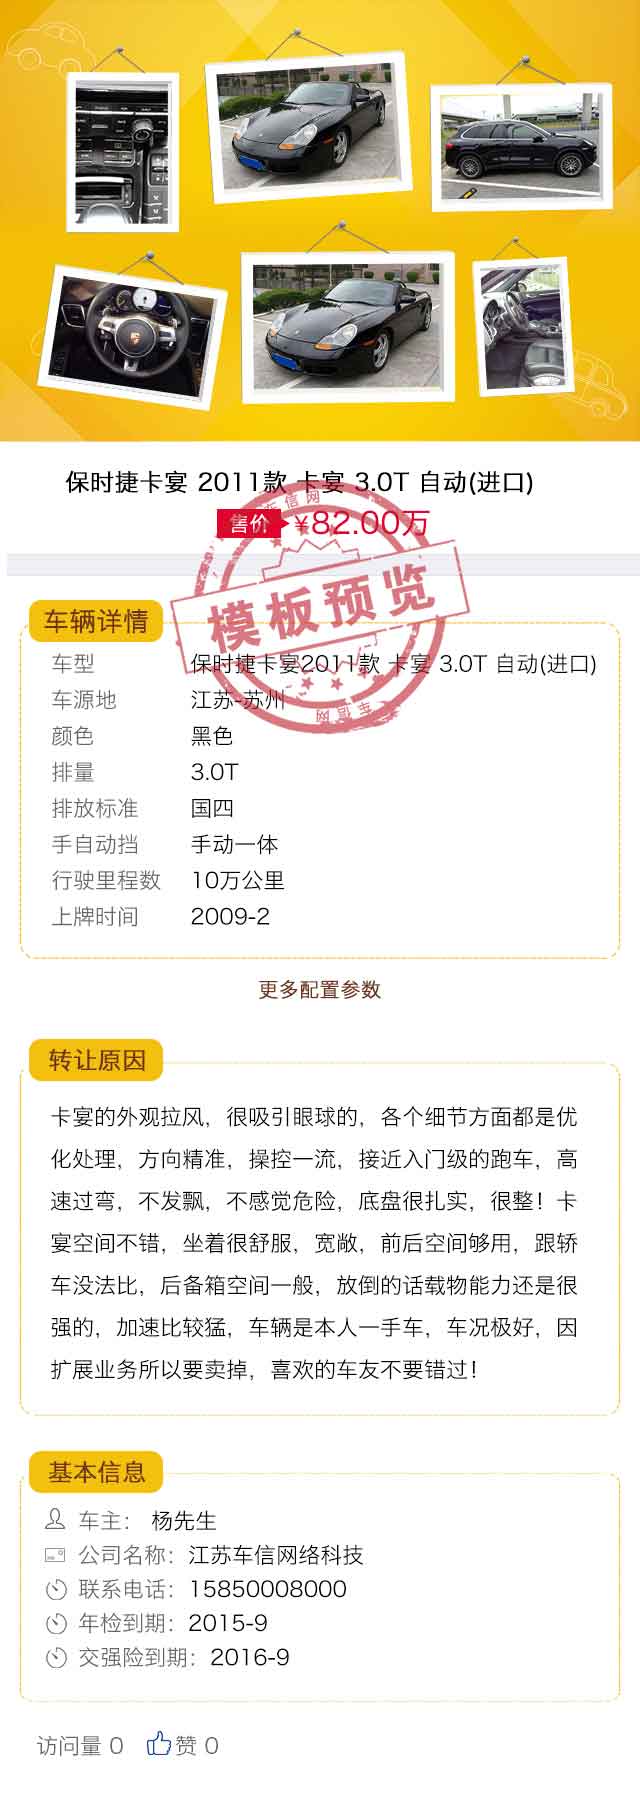 保时捷卡宴 2011款 卡宴 3.0T 自动(进口)
售价 ¥82.00万
车信网
模板预览
车信网
车辆详情
车型 保时捷卡宴2011款 卡宴 3.0T 自动(进口)
车源地 江苏-苏州
颜色 黑色
排量 3.0T
排放标准 国四
手自动挡 手动一体
行驶里程数 10万公里
上牌时间 2009-2
更多配置参数
转让原因
卡宴的外观拉风，很吸引眼球的，各个细节方面都是优
化处理，方向精准，操控一流，接近入门级的跑车，高
速过弯，不发飘，不感觉危险，底盘很扎实，很整！卡
宴空间不错，坐着很舒服，宽敞，前后空间够用，跟轿
车没法比，后备箱空间一般，放倒的话载物能力还是很
强的，加速比较猛，车辆是本人一手车，车况极好，因
扩展业务所以要卖掉，喜欢的车友不要错过！
基本信息
车主： 杨先生
公司名称：江苏车信网络科技
联系电话：15850008000
年检到期：2015-9
交强险到期：2016-9
访问量 0 赞 0